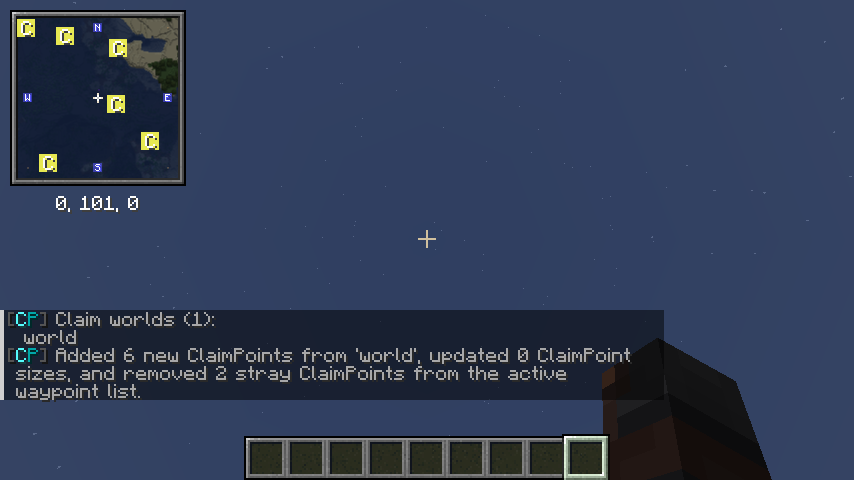 C
C
N
C
W
E
C
C
C
S
0, 101, 0
[CP] Claim worlds (1):
world
[CP] Added 6 new ClaimPoints from 'world', updated 0 ClaimPoint
sizes, and removed 2 stray ClaimPoints from the active
waypoint list.